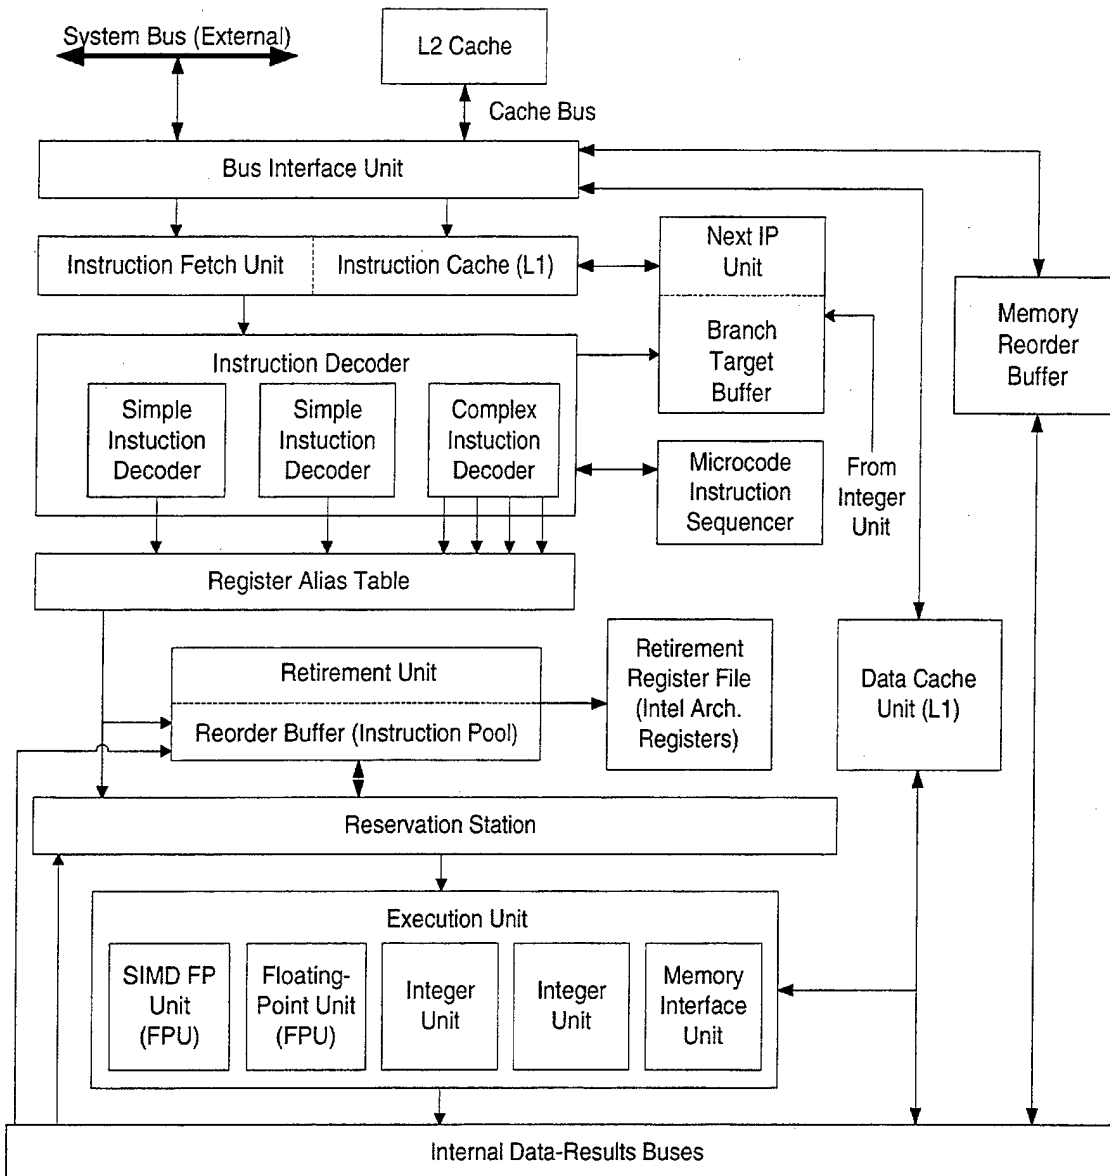 System Bus (External)
L2 Cache
Cache Bus
Bus Interface Unit
Instruction Fetch Unit
Instruction Cache (L1)
Next IP
Unit
Branch
Target
Buffer
Memory
Reorder
Buffer
Instruction Decoder
Simple
Instuction
Decoder
Simple
Instuction
Decoder
Complex
Instuction
Decoder
Microcode
Instruction
Sequencer
From
Integer
Unit
Register Alias Table
Retirement Unit
Reorder Buffer (Instruction Pool)
Retirement
Register File
(Intel Arch.
Registers)
Data Cache
Unit (L1)
Reservation Station
Execution Unit
SIMD FP
Unit
(FPU)
Floating-
Point Unit
(FPU)
Integer
Unit
Integer
Unit
Memory
Interface
Unit
Internal Data-Results Buses